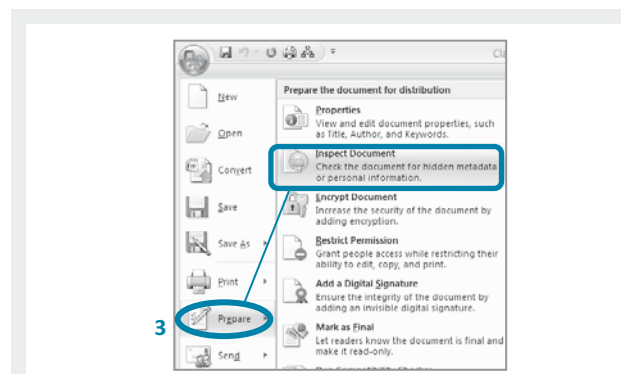 Cla
New
Open
Convert
Save
Save As
Print
3
Prepare
Send
Prepare the document for distribution
Properties
View and edit document properties, such
as Title, Author, and Keywords.
Inspect Document
Check the document for hidden metadata
or personal information.
Encrypt Document
Increase the security of the document by
adding encryption.
Restrict Permission
Grant people access while restricting their
ability to edit, copy, and print.
Add a Digital Signature
Ensure the integrity of the document by
adding an invisible digital signature.
Mark as Final
Let readers know the document is final and
make it read-only.
Run Compatibility Checker